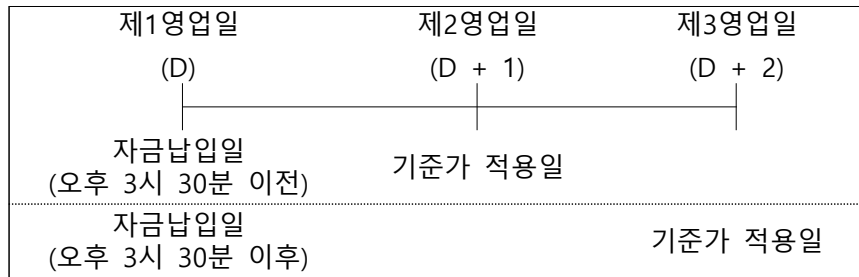 제1영업일 제2영업일 제3영업일
(D) (D + 1) (D + 2)
자금납입일
(오후 3시 30분 이전)
기준가 적용일
자금납입일
(오후 3시 30분 이후)
기준가 적용일